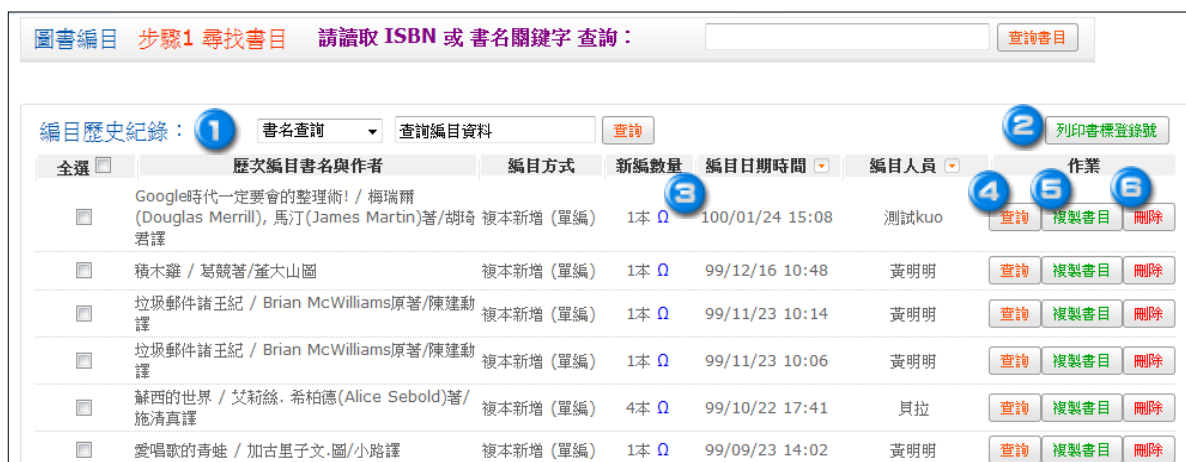 圖書編目 步驟1 尋找書目 請讀取 ISBN 或 書名關鍵字 查詢： 查詢書目
編目歷史紀錄： 1 書名查詢 查詢編目資料 查詢 2 列印書標登錄號
全選 歷次編目書名與作者 編目方式 新編數量 編目日期時間 編目人員 作業
3 4 5 6
Google時代一定要會的整理術! / 梅瑞爾
(Douglas Merrill), 馬汀(James Martin)著/胡琦 複本新增 (單編) 1本 Ω 100/01/24 15:08 測試kuo 查詢 複製書目 刪除
君譯
積木雞 / 葛競著/董大山圖 複本新增 (單編) 1本 Ω 99/12/16 10:48 黃明明 查詢 複製書目 刪除
垃圾郵件諸王紀 / Brian McWilliams原著/陳建勳 複本新增 (單編) 1本 Ω 99/11/23 10:14 黃明明 查詢 複製書目 刪除
譯
垃圾郵件諸王紀 / Brian McWilliams原著/陳建勳 複本新增 (單編) 1本 Ω 99/11/23 10:06 黃明明 查詢 複製書目 刪除
譯
蘇西的世界 / 艾莉絲. 希柏德(Alice Sebold)著/ 複本新增 (單編) 4本 Ω 99/10/22 17:41 貝拉 查詢 複製書目 刪除
施清真譯
愛唱歌的青蛙 / 加古里子文.圖/小路譯 複本新增 (單編) 1本 Ω 99/09/23 14:02 黃明明 查詢 複製書目 刪除